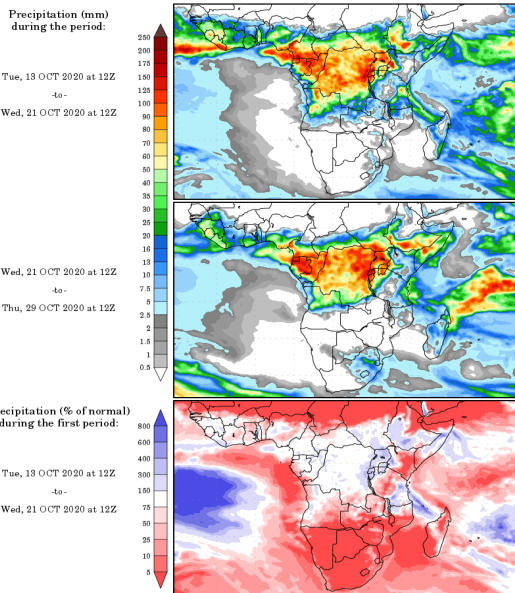 Precipitation (mm)
during the period:
Tue, 13 OCT 2020 at 12Z
-to-
Wed, 21 OCT 2020 at 12Z
250
200
175
150
125
100
90
80
70
60
50
40
35
30
25
20
16
13
10
7.5
5
2.5
2
1.5
1
0.5
Wed, 21 OCT 2020 at 12Z
-to-
Thu, 29 OCT 2020 at 12Z
ecipitation (% of normal)
during the first period:
Tue, 13 OCT 2020 at 12Z
-to-
Wed, 21 OCT 2020 at 12Z
800
600
400
300
150
75
50
25
10
5